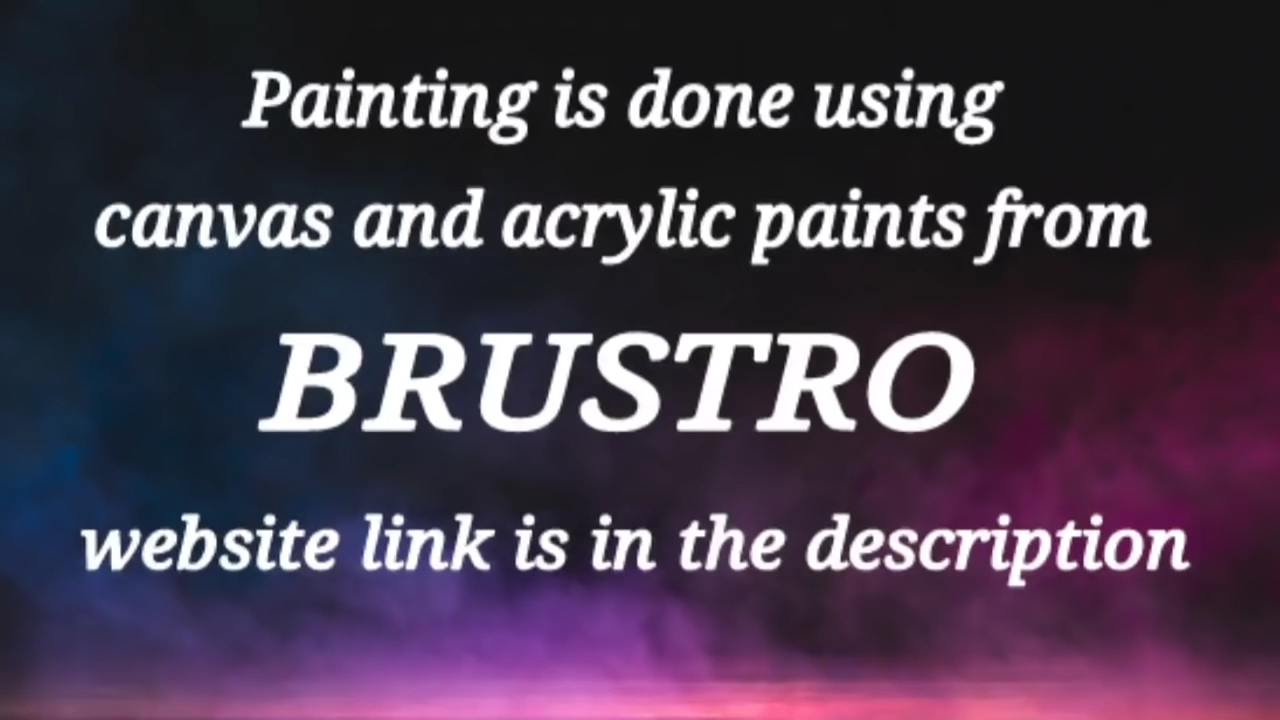 Painting is done using
canvas and acrylic paints from
BRUSTRO
website link is in the description